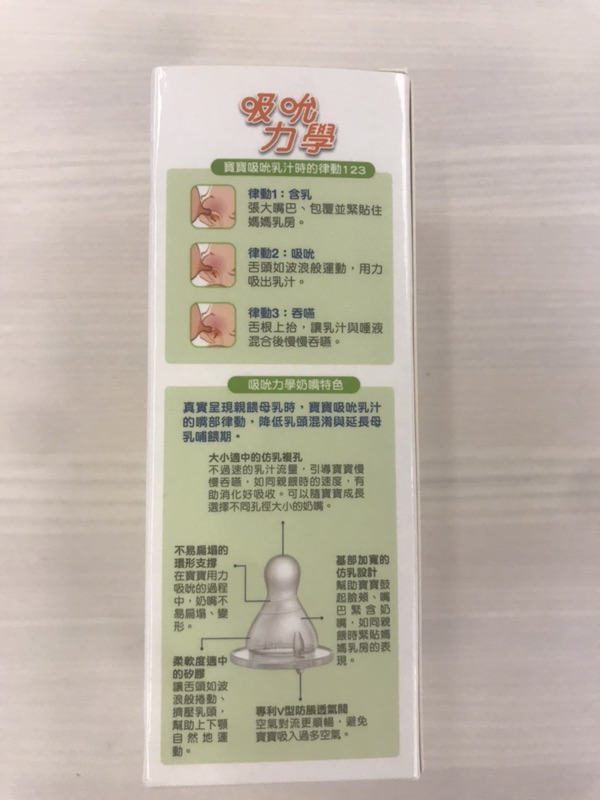 吸吮
力學
寶寶吸吮乳汁時的律動123
律動1：含乳
張大嘴巴、包覆並緊貼住
媽媽乳房。
律動2：吸吮
舌頭如波浪般運動，用力
吸出乳汁。
律動3：吞嚥
舌根上抬，讓乳汁與唾液
混合後慢慢吞嚥。
吸吮力學奶嘴特色
真實呈現親餵母乳時，寶寶吸吮乳汁
的嘴部律動，降低乳頭混淆與延長母
乳哺餵期。
大小適中的仿乳複孔
不過速的乳汁流量，引導寶寶慢
慢吞嚥，如同親餵時的速度，有
助消化好吸收。可以隨寶寶成長
選擇不同孔徑大小的奶嘴。
不易扁塌的
環形支撐
在寶寶用力
吸吮的過程
中，奶嘴不
易扁塌、變
形。
基部加寬的
仿乳設計
幫助寶寶鼓
起臉頰、嘴
巴緊含奶
嘴，如同親
餵時緊貼媽
媽乳房的表
現。
柔軟度適中
的矽膠
讓舌頭如波
浪般捲動、
擠壓乳頭，
幫助上下顎
自然地運
動。
專利V型防脹透氣閥
空氣對流更順暢，避免
寶寶吸入過多空氣。